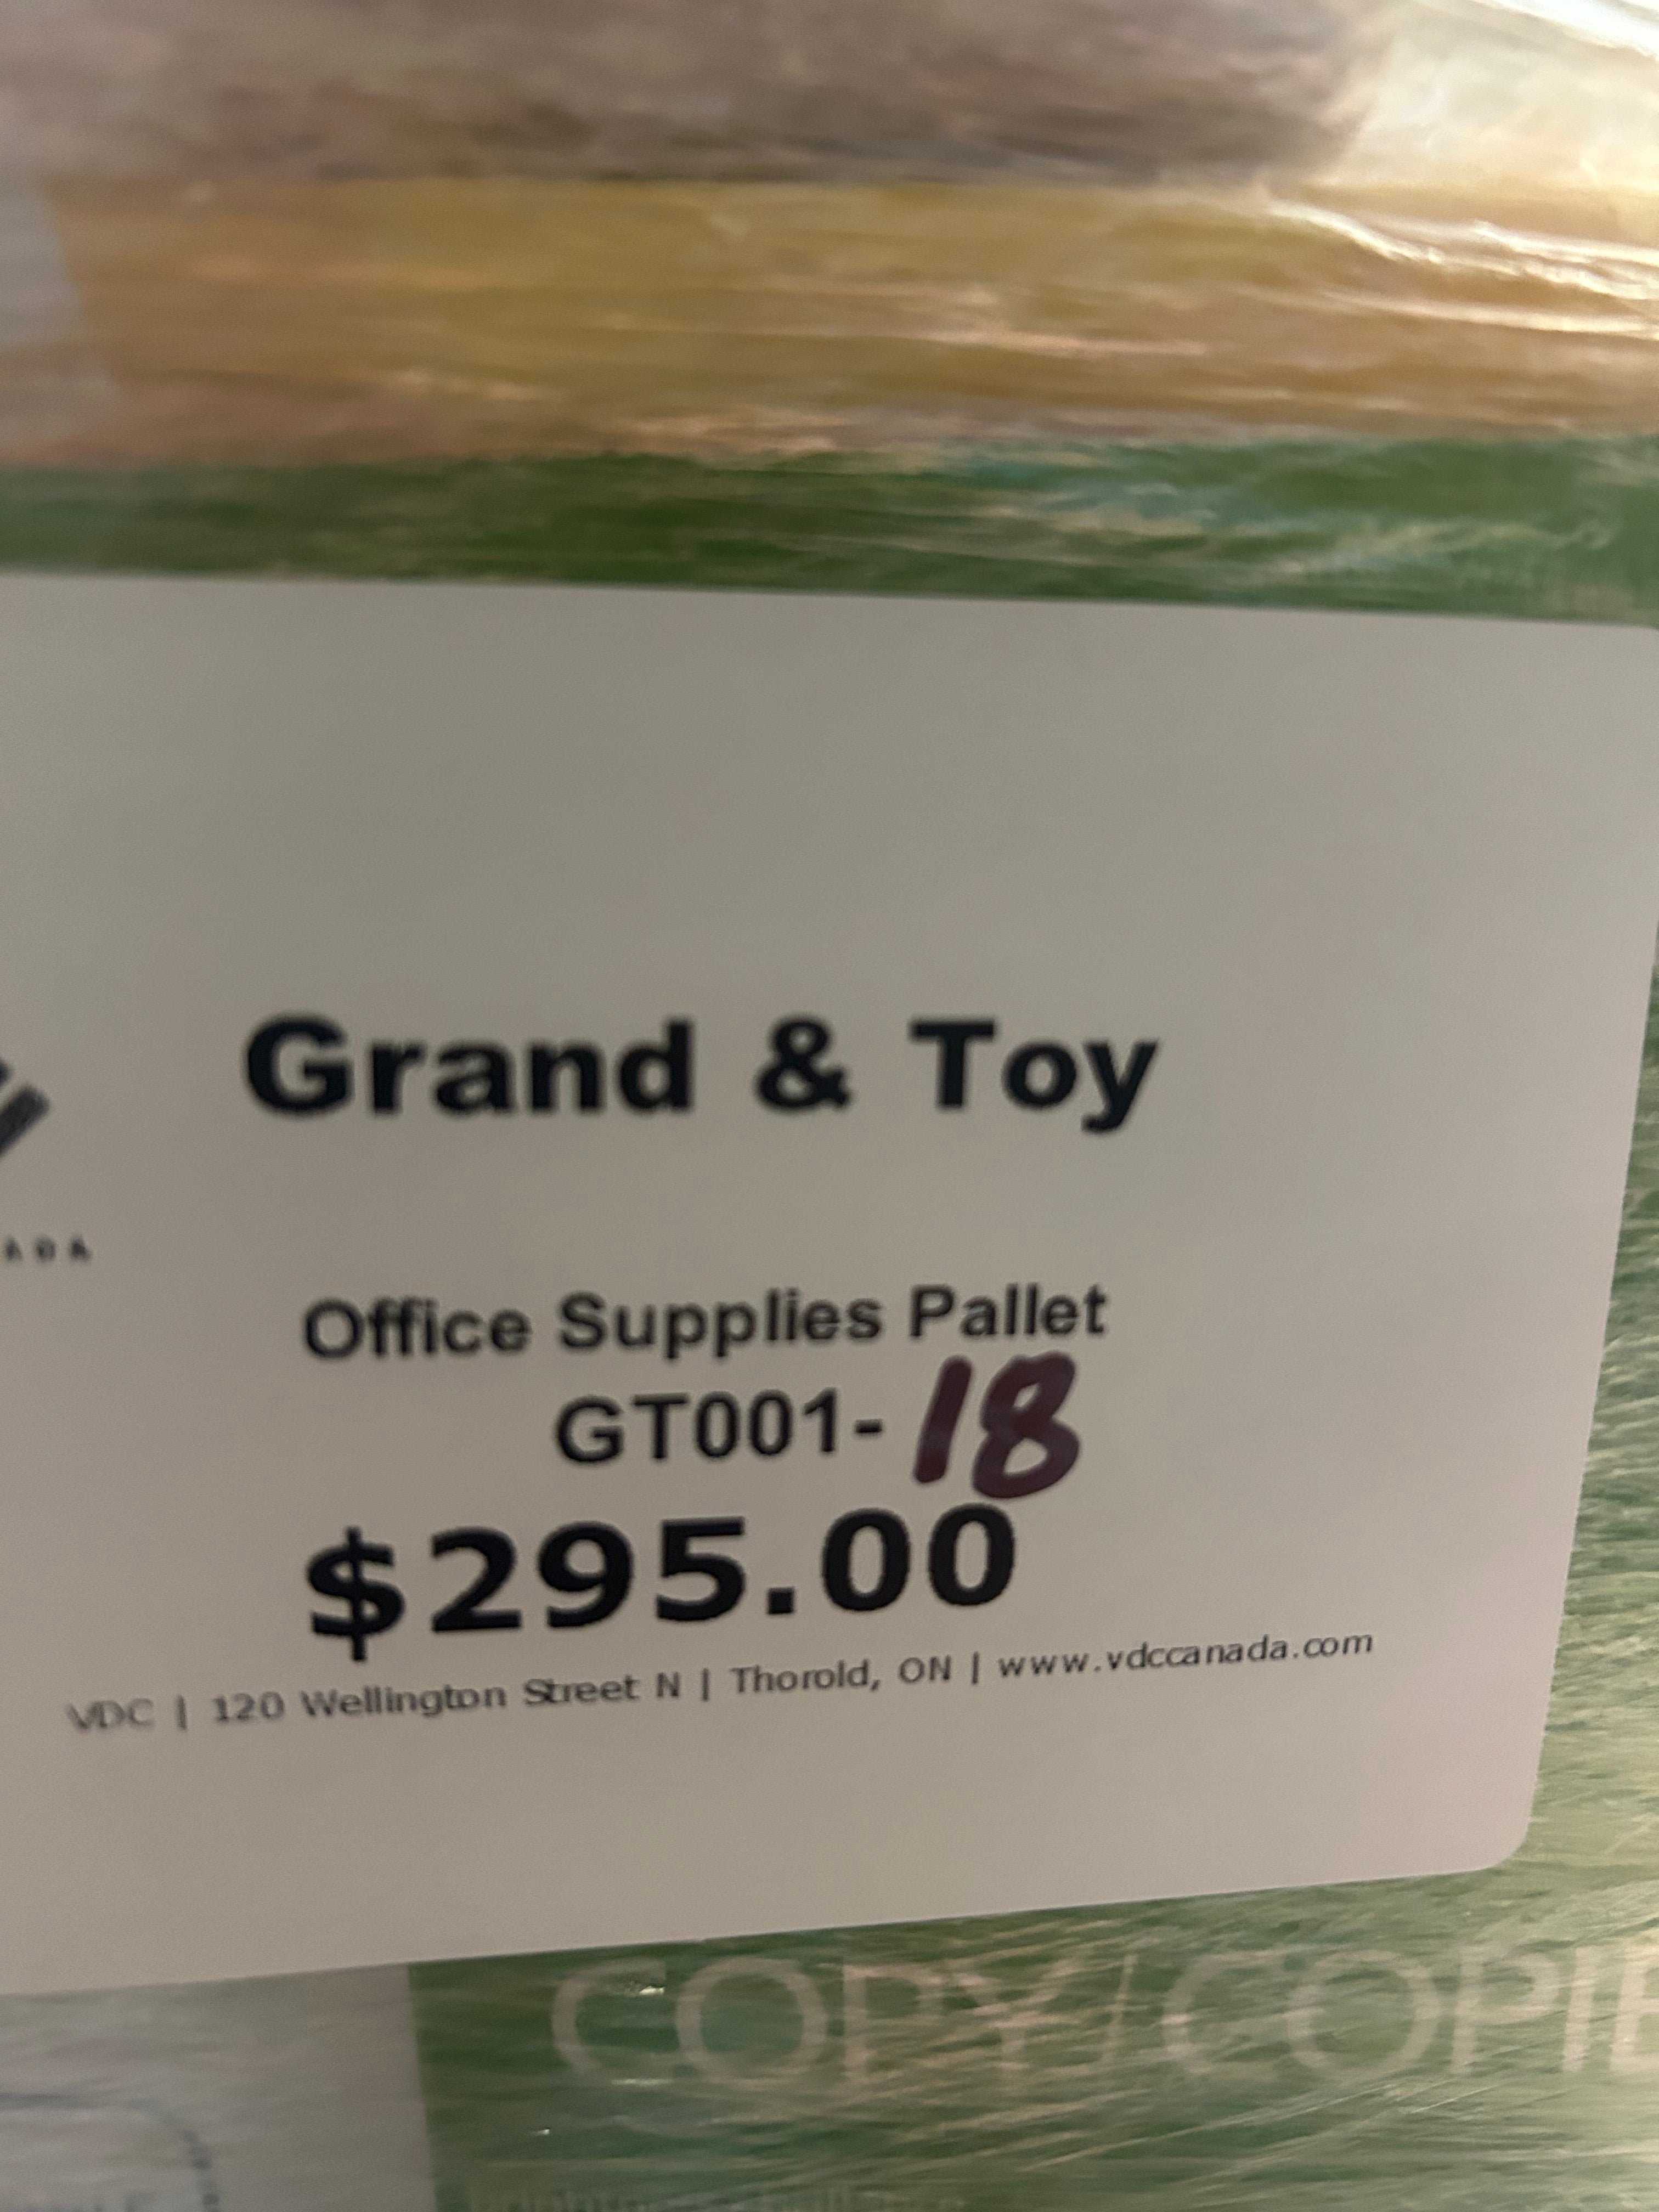 ADA
Grand & Toy
Office Supplies Pallet
GT001-18
$295.00
VDC | 120 Wellington Street N | Thorold, ON | www.vdccanada.com
COPY/COPIE